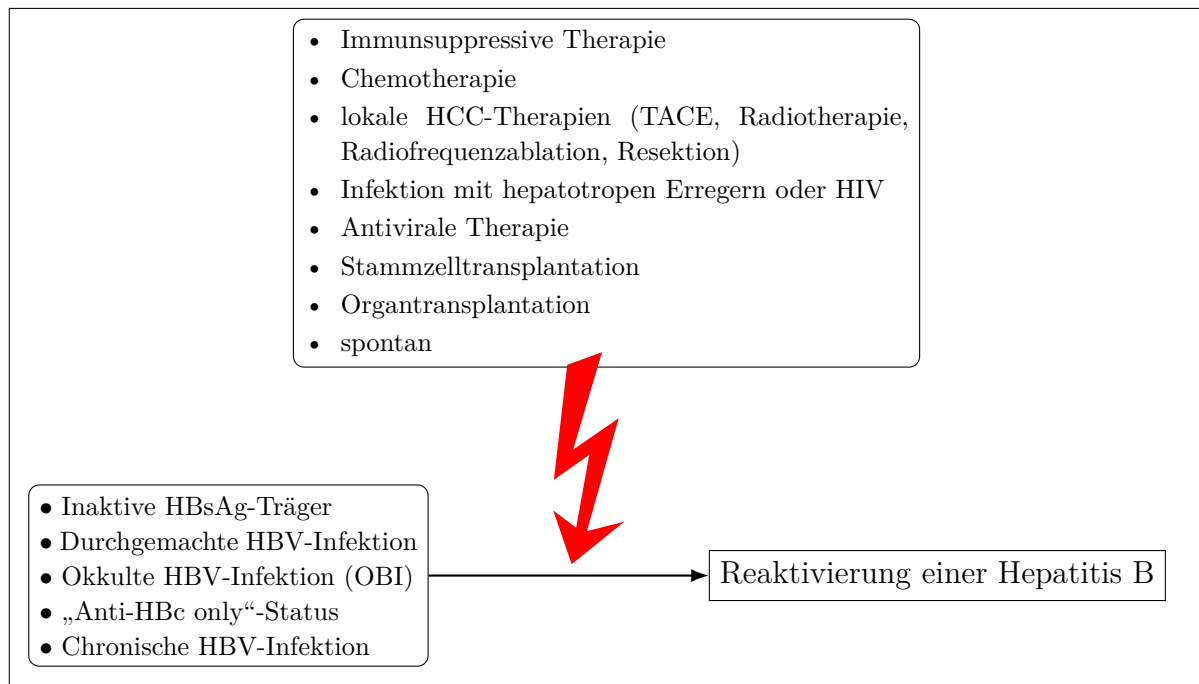 • Immunsuppressive Therapie
• Chemotherapie
• lokale HCC-Therapien (TACE, Radiotherapie,
Radiofrequenzablation, Resektion)
• Infektion mit hepatotropen Erregern oder HIV
• Antivirale Therapie
• Stammzelltransplantation
• Organtransplantation
• spontan
• Inaktive HBsAg-Träger
• Durchgemachte HBV-Infektion
• Okkulte HBV-Infektion (OBI)
• „Anti-HBc only“-Status
• Chronische HBV-Infektion
Reaktivierung einer Hepatitis B